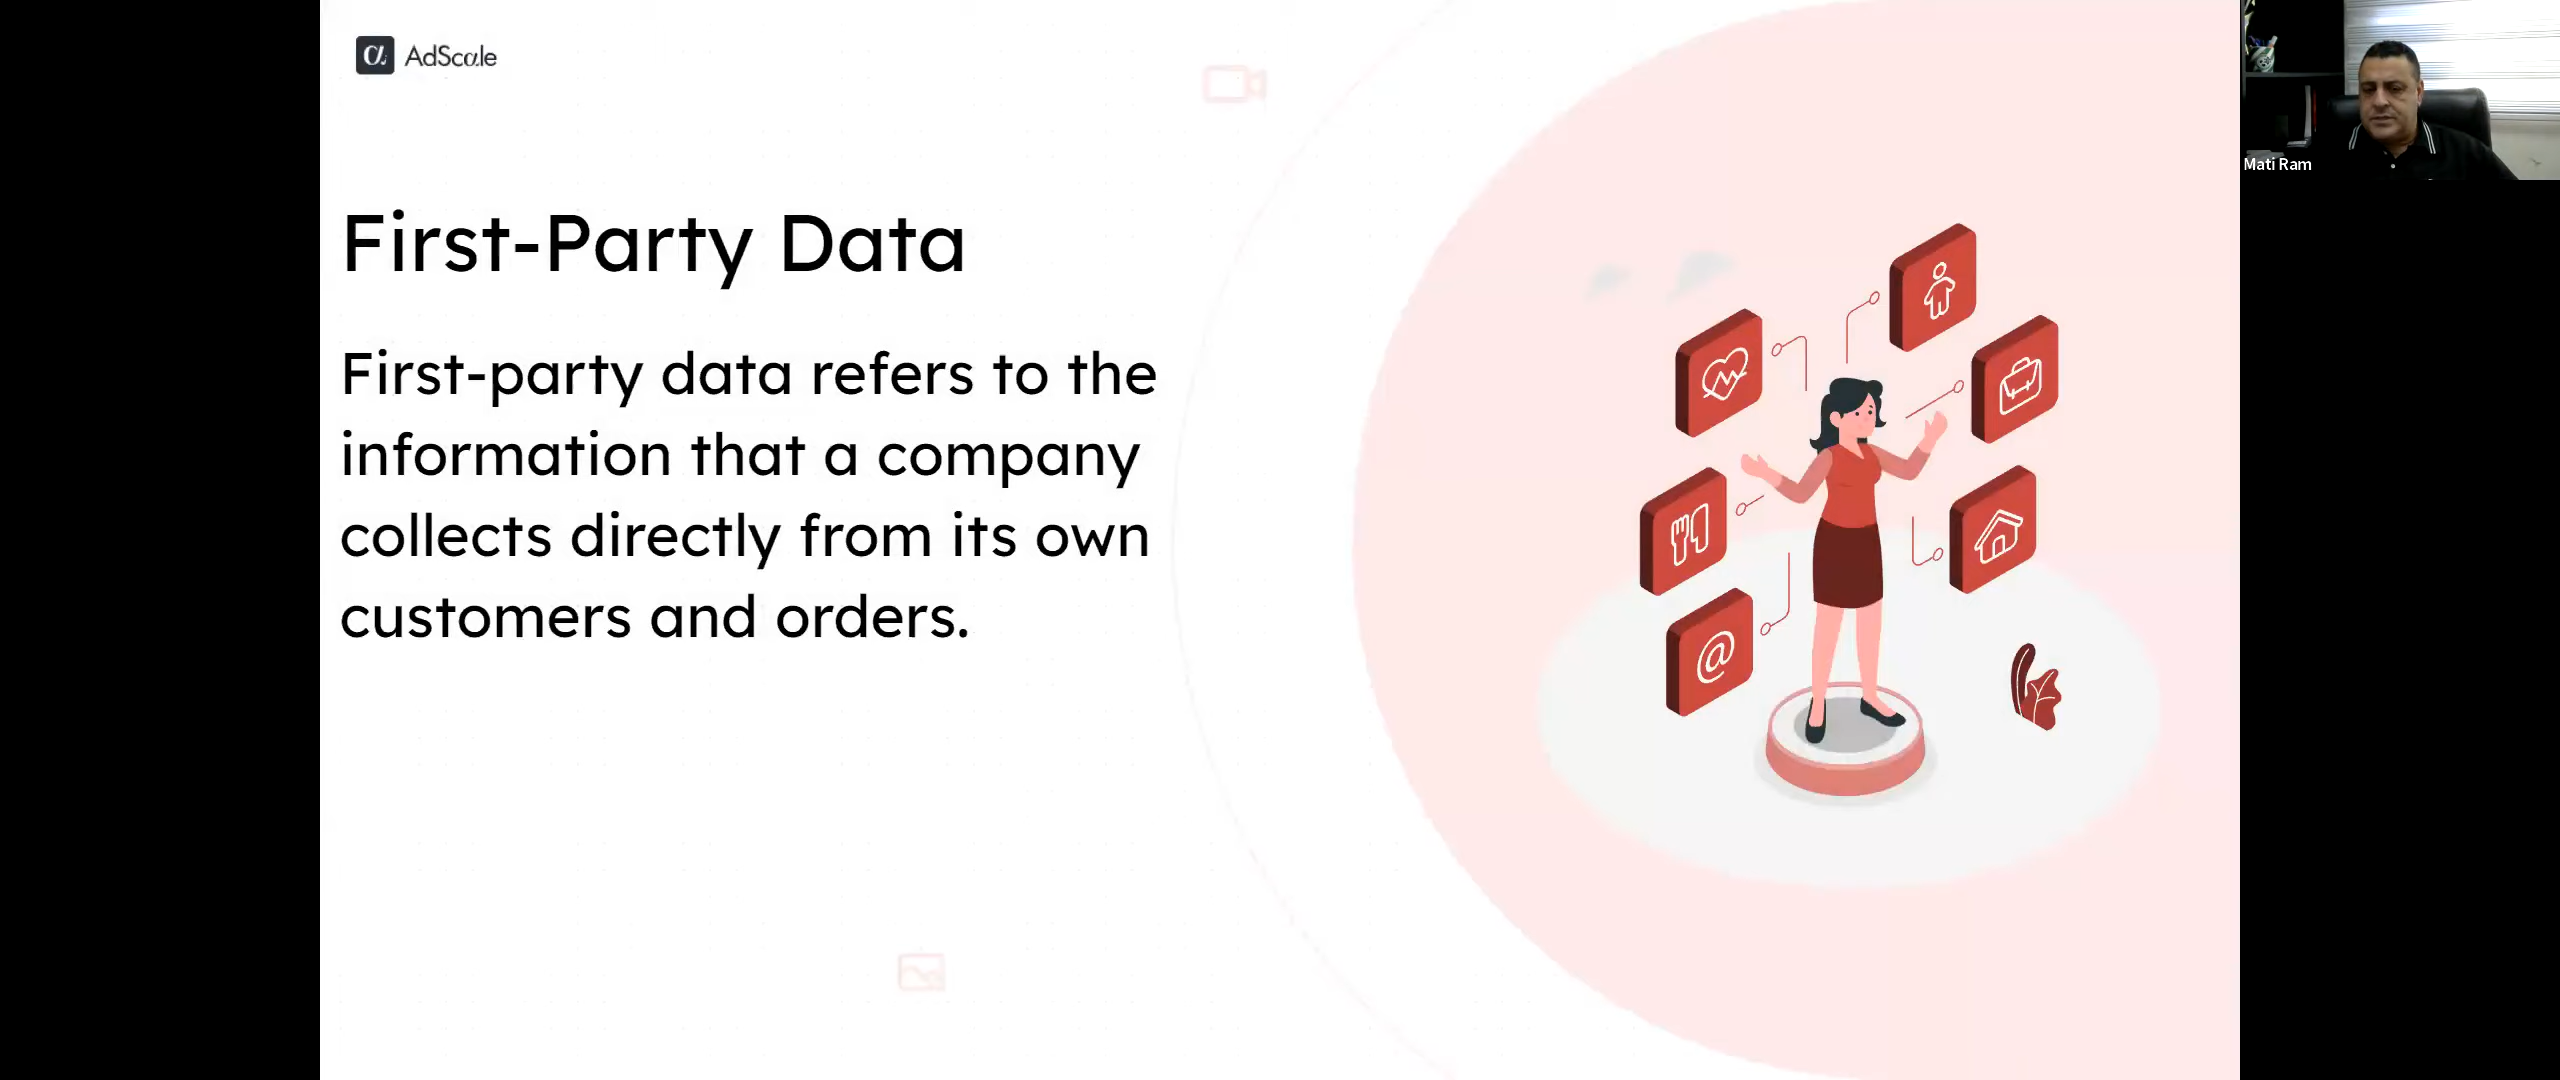 AdScale
Mati Ram
First-Party Data
First-party data refers to the
information that a company
collects directly from its own
customers and orders.
@